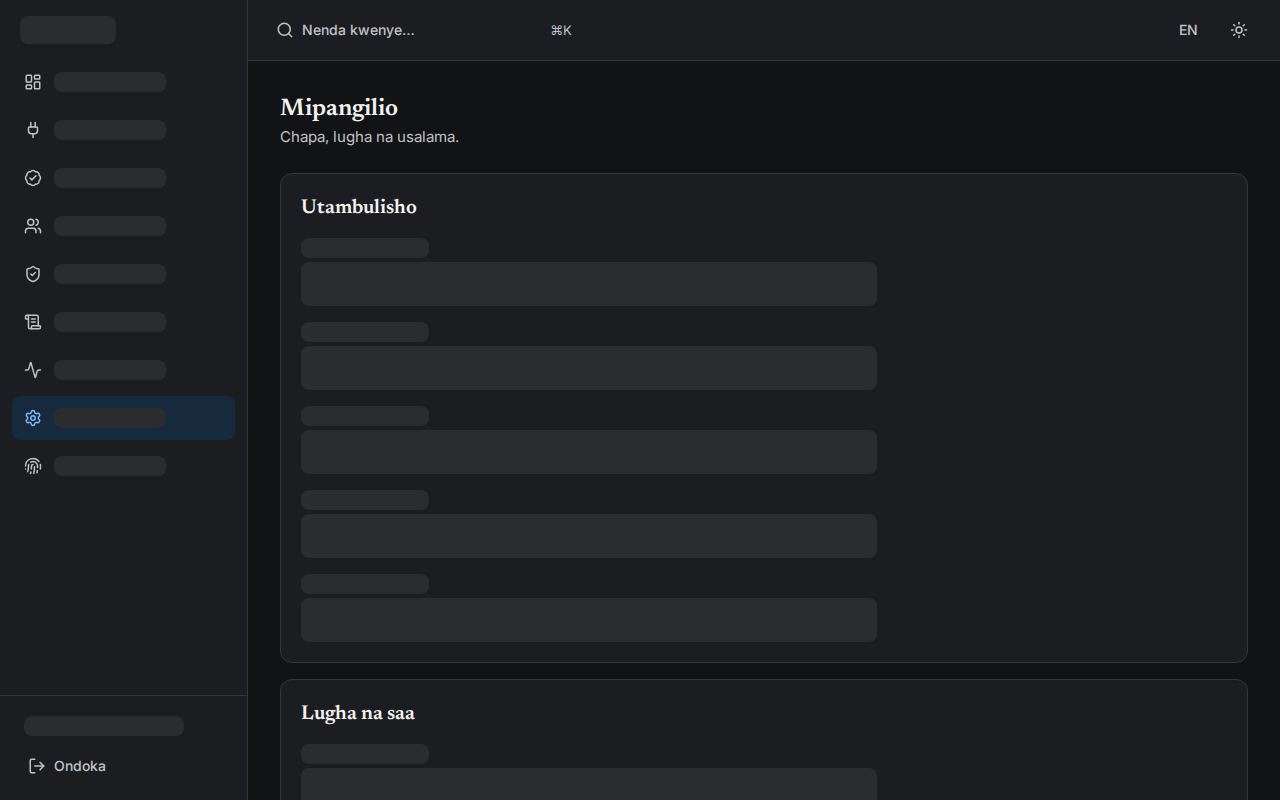 Nenda kwenye...
⌘K
EN
Mipangilio
Chapa, lugha na usalama.
Utambulisho
Lugha na saa
Ondoka